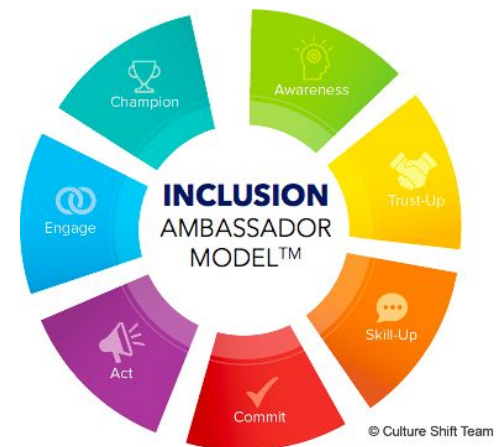 INCLUSION
AMBASSADOR
MODEL™
Awareness
Trust-Up
Skill-Up
Commit
Act
Engage
Champion
© Culture Shift Team